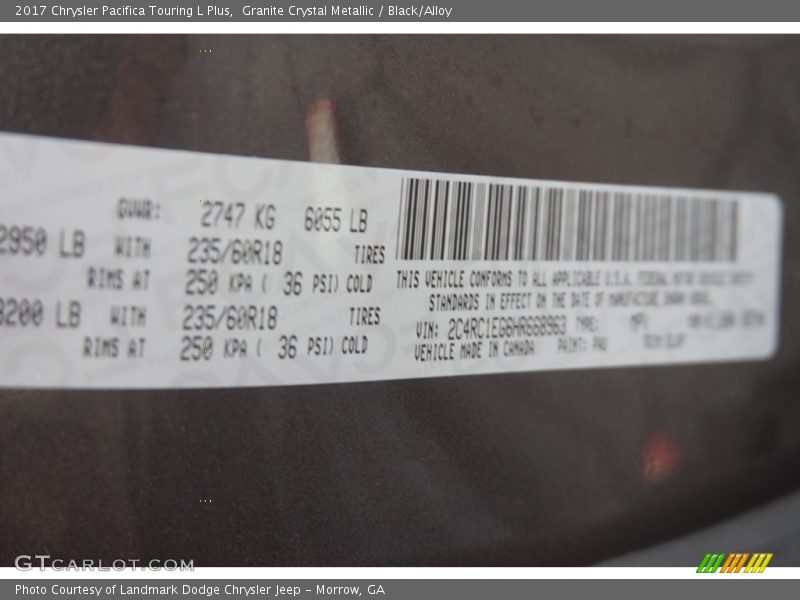 2017 Chrysler Pacifica Touring L Plus,  Granite Crystal Metallic / Black/Alloy
GVWR: 2747 KG 6055 LB
2950 LB WITH 235/60R18 TIRES
RIMS AT 250 KPA ( 36 PSI) COLD
3200 LB WITH 235/60R18 TIRES
RIMS AT 250 KPA ( 36 PSI) COLD
THIS VEHICLE CONFORMS TO ALL APPLICABLE U.S.A. FEDERAL MOTOR VEHICLE SAFETY
STANDARDS IN EFFECT ON THE DATE OF MANUFACTURE SHOWN ABOVE.
VIN: 2C4RC1EG6HR668963 TYPE: MPV
VEHICLE MADE IN CANADA PAINT: PAU
GTCARLOT.COM
Photo Courtesy of Landmark Dodge Chrysler Jeep – Morrow, GA